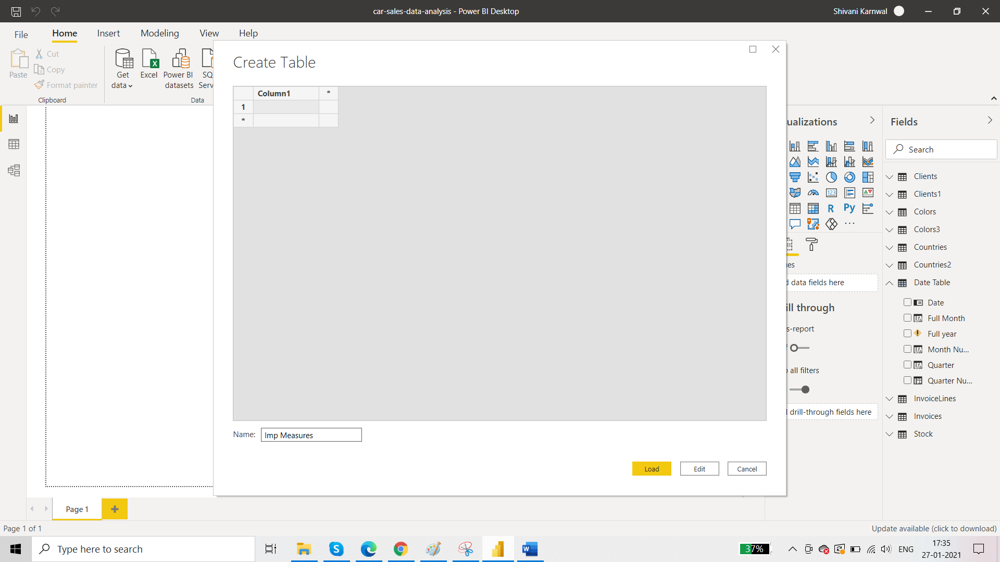 car-sales-data-analysis - Power BI Desktop
Shivani Karnwal
File
Home
Insert
Modeling
View
Help
Paste
Cut
Copy
Format painter
Clipboard
Get data
Excel
Power BI datasets
SQ
Serv
Data
Create Table
Column1
*
1
*
Name:
Imp Measures
Load
Edit
Cancel
ualizations
123
R
Py
...
es
d data fields here
ill through
s-report
all filters
drill-through fields here
Fields
Search
Clients
Clients1
Colors
Colors3
Countries
Countries2
Date Table
Date
Full Month
Full year
Month Nu...
Quarter
Quarter Nu...
InvoiceLines
Invoices
Stock
Page 1
+
Page 1 of 1
Update available (click to download)
Type here to search
37%
ENG
17:35
27-01-2021